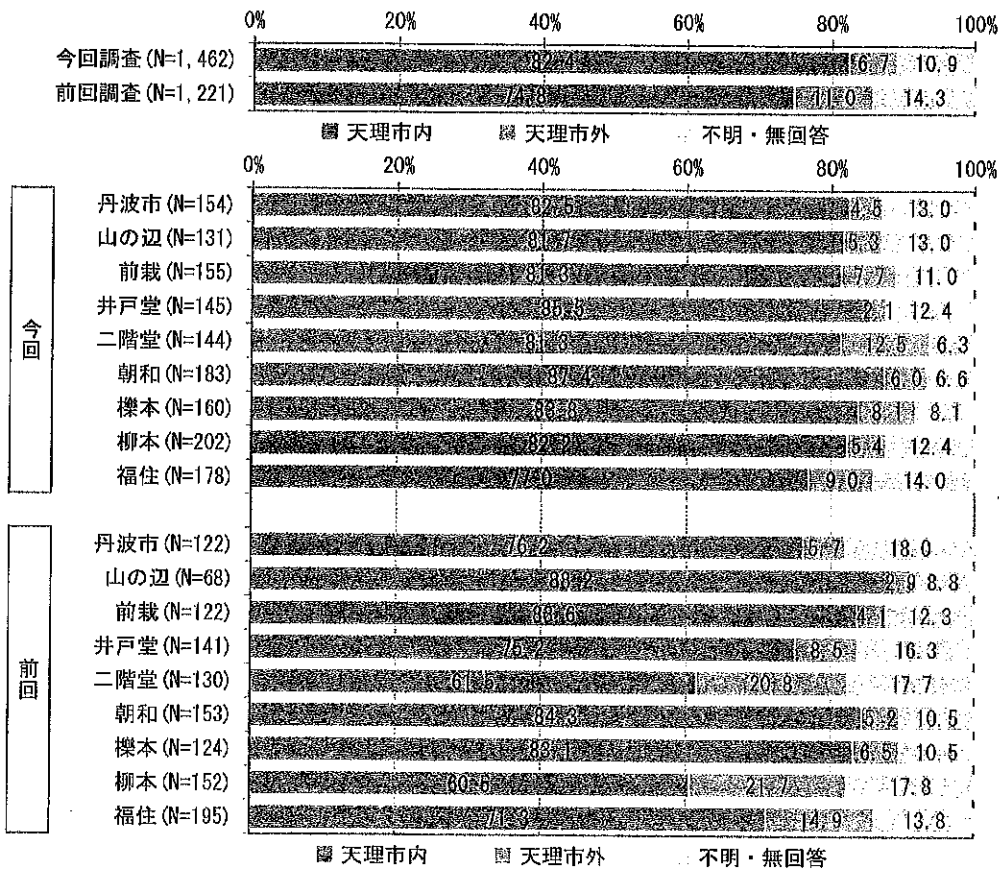 0% 20% 40% 60% 80% 100%
今回調査(N=1,462) 82.4 6.7 10.9
前回調査(N=1,221) 74.8 11.0 14.3
天理市内 天理市外 不明・無回答
0% 20% 40% 60% 80% 100%
今回
丹波市(N=154) 82.5 4.5 13.0
山の辺(N=131) 81.7 5.3 13.0
前栽(N=155) 81.3 7.7 11.0
井戸堂(N=145) 85.5 2.1 12.4
二階堂(N=144) 81.3 12.5 6.3
朝和(N=183) 87.4 6.0 6.6
櫟本(N=160) 83.8 8.1 8.1
柳本(N=202) 82.2 5.4 12.4
福住(N=178) 77.0 9.0 14.0
前回
丹波市(N=122) 76.2 5.7 18.0
山の辺(N=68) 88.2 2.9 8.8
前栽(N=122) 83.6 4.1 12.3
井戸堂(N=141) 75.2 8.5 16.3
二階堂(N=130) 61.5 20.8 17.7
朝和(N=153) 84.3 5.2 10.5
櫟本(N=124) 83.1 6.5 10.5
柳本(N=152) 60.5 21.7 17.8
福住(N=195) 71.3 14.9 13.8
天理市内 天理市外 不明・無回答